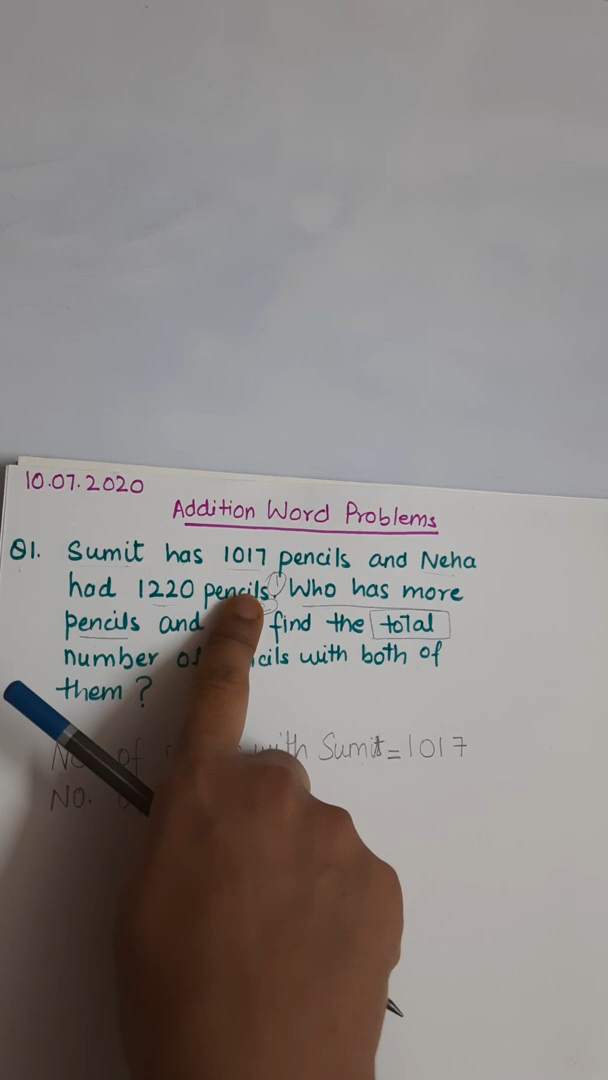 10.07.2020
Addition Word Problems
Q1. Sumit has 1017 pencils and Neha
had 1220 pencils. Who has more
pencils and find the total
number of with both of
them?
No of with Sumit = 1017
No.